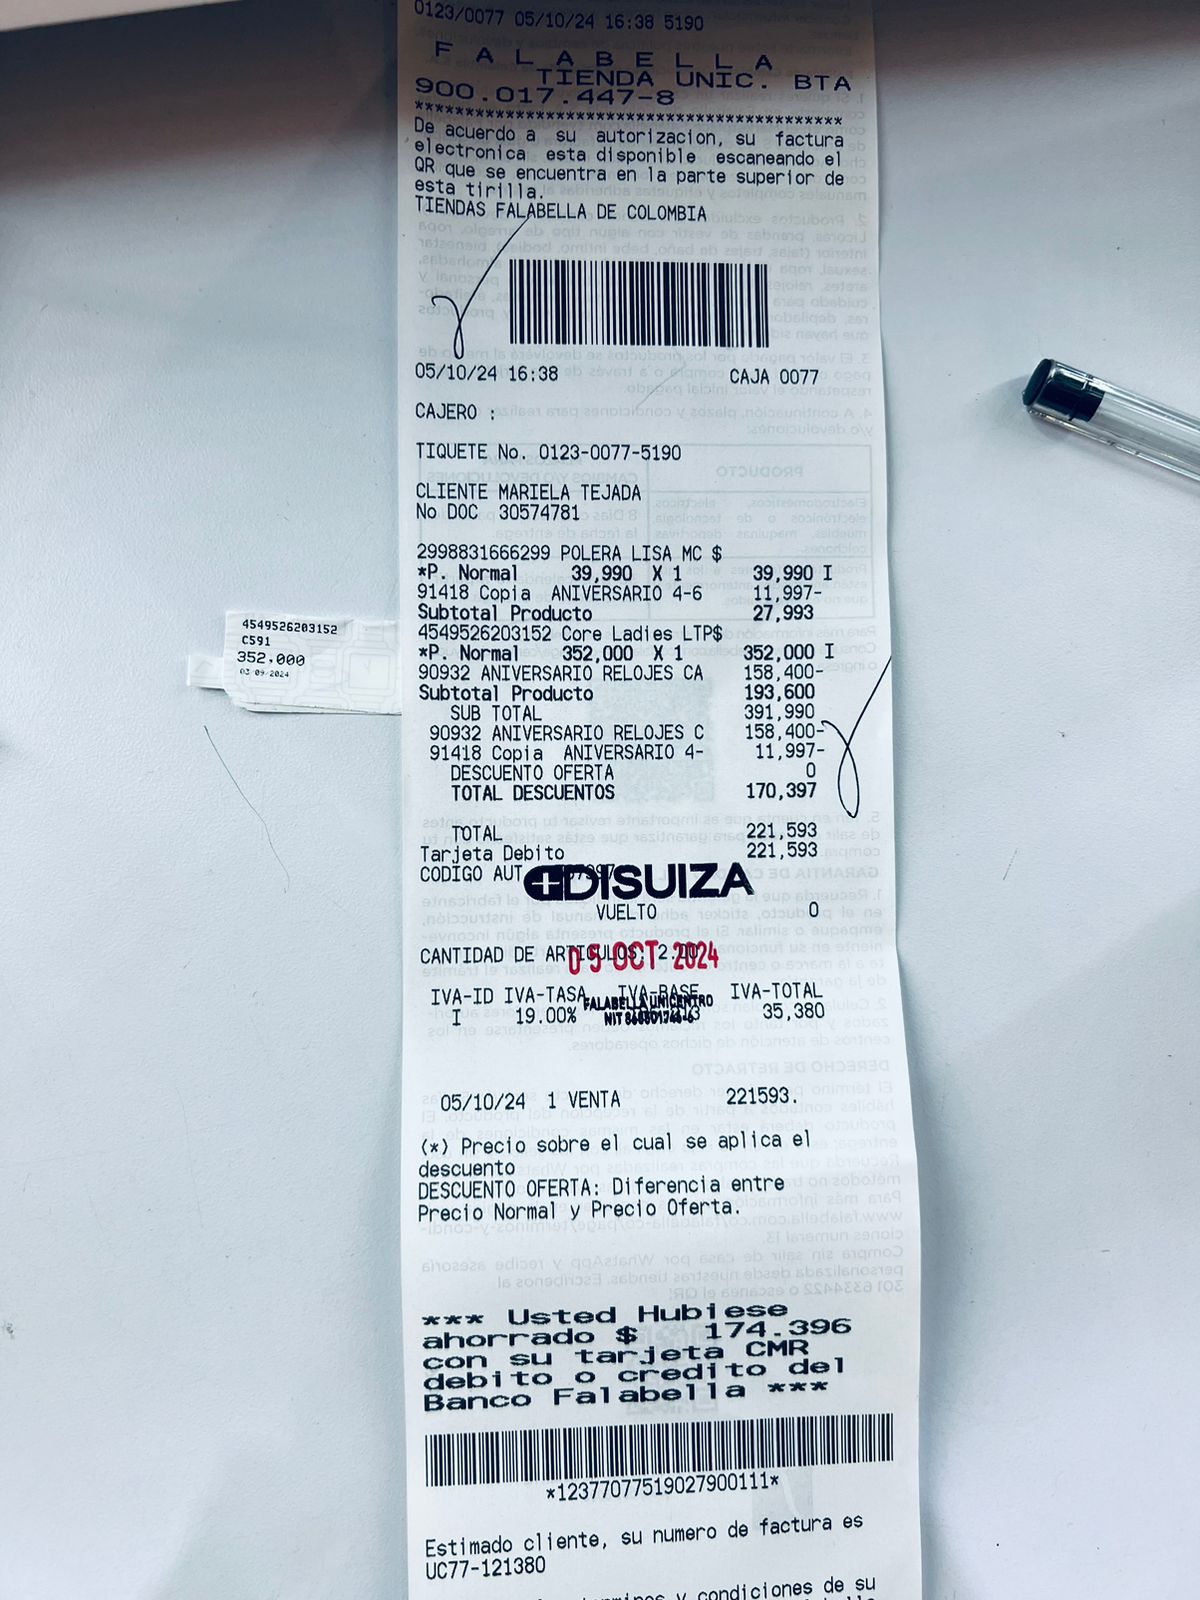 0123/0077 05/10/24 16:38 5190
F A L A B E L L A
TIENDA UNIC. BTA
900.017.447-8
******************************************
De acuerdo a su autorizacion, su factura
electronica esta disponible escaneando el
QR que se encuentra en la parte superior de
esta tirilla.
TIENDAS FALABELLA DE COLOMBIA
05/10/24 16:38 CAJA 0077
CAJERO :
TIQUETE No. 0123-0077-5190
CLIENTE MARIELA TEJADA
No DOC 30574781
2998831666299 POLERA LISA MC $
*P. Normal 39,990 X 1 39,990 I
91418 Copia ANIVERSARIO 4-6 11,997-
Subtotal Producto 27,993
4549526203152 Core Ladies LTP$
*P. Normal 352,000 X 1 352,000 I
90932 ANIVERSARIO RELOJES CA 158,400-
Subtotal Producto 193,600
SUB TOTAL 391,990
90932 ANIVERSARIO RELOJES C 158,400-
91418 Copia ANIVERSARIO 4- 11,997-
DESCUENTO OFERTA 0
TOTAL DESCUENTOS 170,397
TOTAL 221,593
Tarjeta Debito 221,593
CODIGO AUT
DISUIZA
VUELTO 0
CANTIDAD DE ARTICULOS: 2.00
05 OCT 2024
IVA-ID IVA-TASA IVA-BASE IVA-TOTAL
I 19.00% 35,380
FALABELLA UNICENTRO
NIT
05/10/24 1 VENTA 221593.
(*) Precio sobre el cual se aplica el
descuento
DESCUENTO OFERTA: Diferencia entre
Precio Normal y Precio Oferta.
*** Usted Hubiese
ahorrado $ 174.396
con su tarjeta CMR
debito o credito del
Banco Falabella ***
*12377077519027900111*
Estimado cliente, su numero de factura es
UC77-121380
y condiciones de su
4549526203152
C591
352,000
03/09/2024